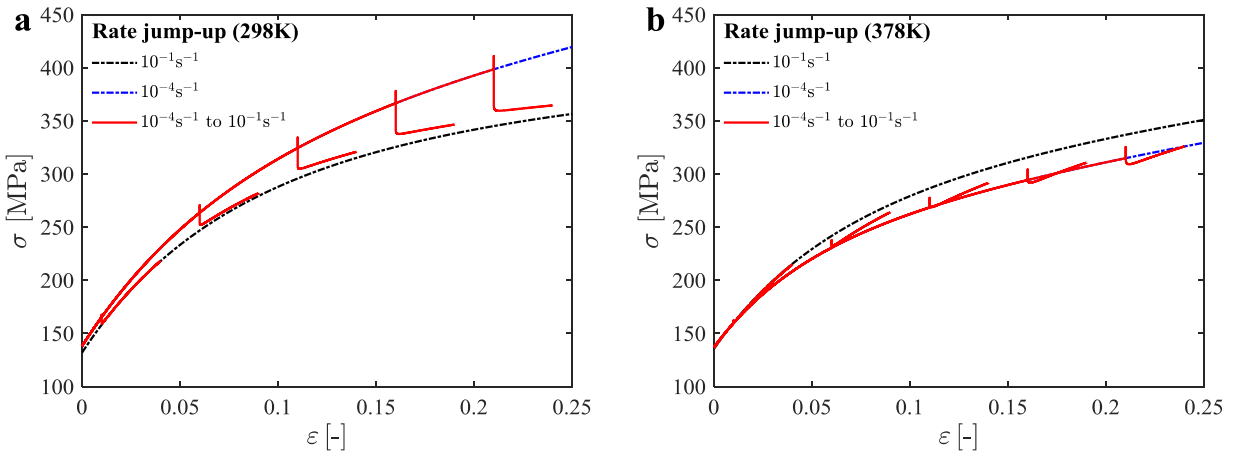 a
Rate jump-up (298K)
10⁻¹s⁻¹
10⁻⁴s⁻¹
10⁻⁴s⁻¹ to 10⁻¹s⁻¹
450
400
350
300
250
200
150
100
σ [MPa]
0
0.05
0.1
0.15
0.2
0.25
ε [-]
b
Rate jump-up (378K)
10⁻¹s⁻¹
10⁻⁴s⁻¹
10⁻⁴s⁻¹ to 10⁻¹s⁻¹
450
400
350
300
250
200
150
100
σ [MPa]
0
0.05
0.1
0.15
0.2
0.25
ε [-]